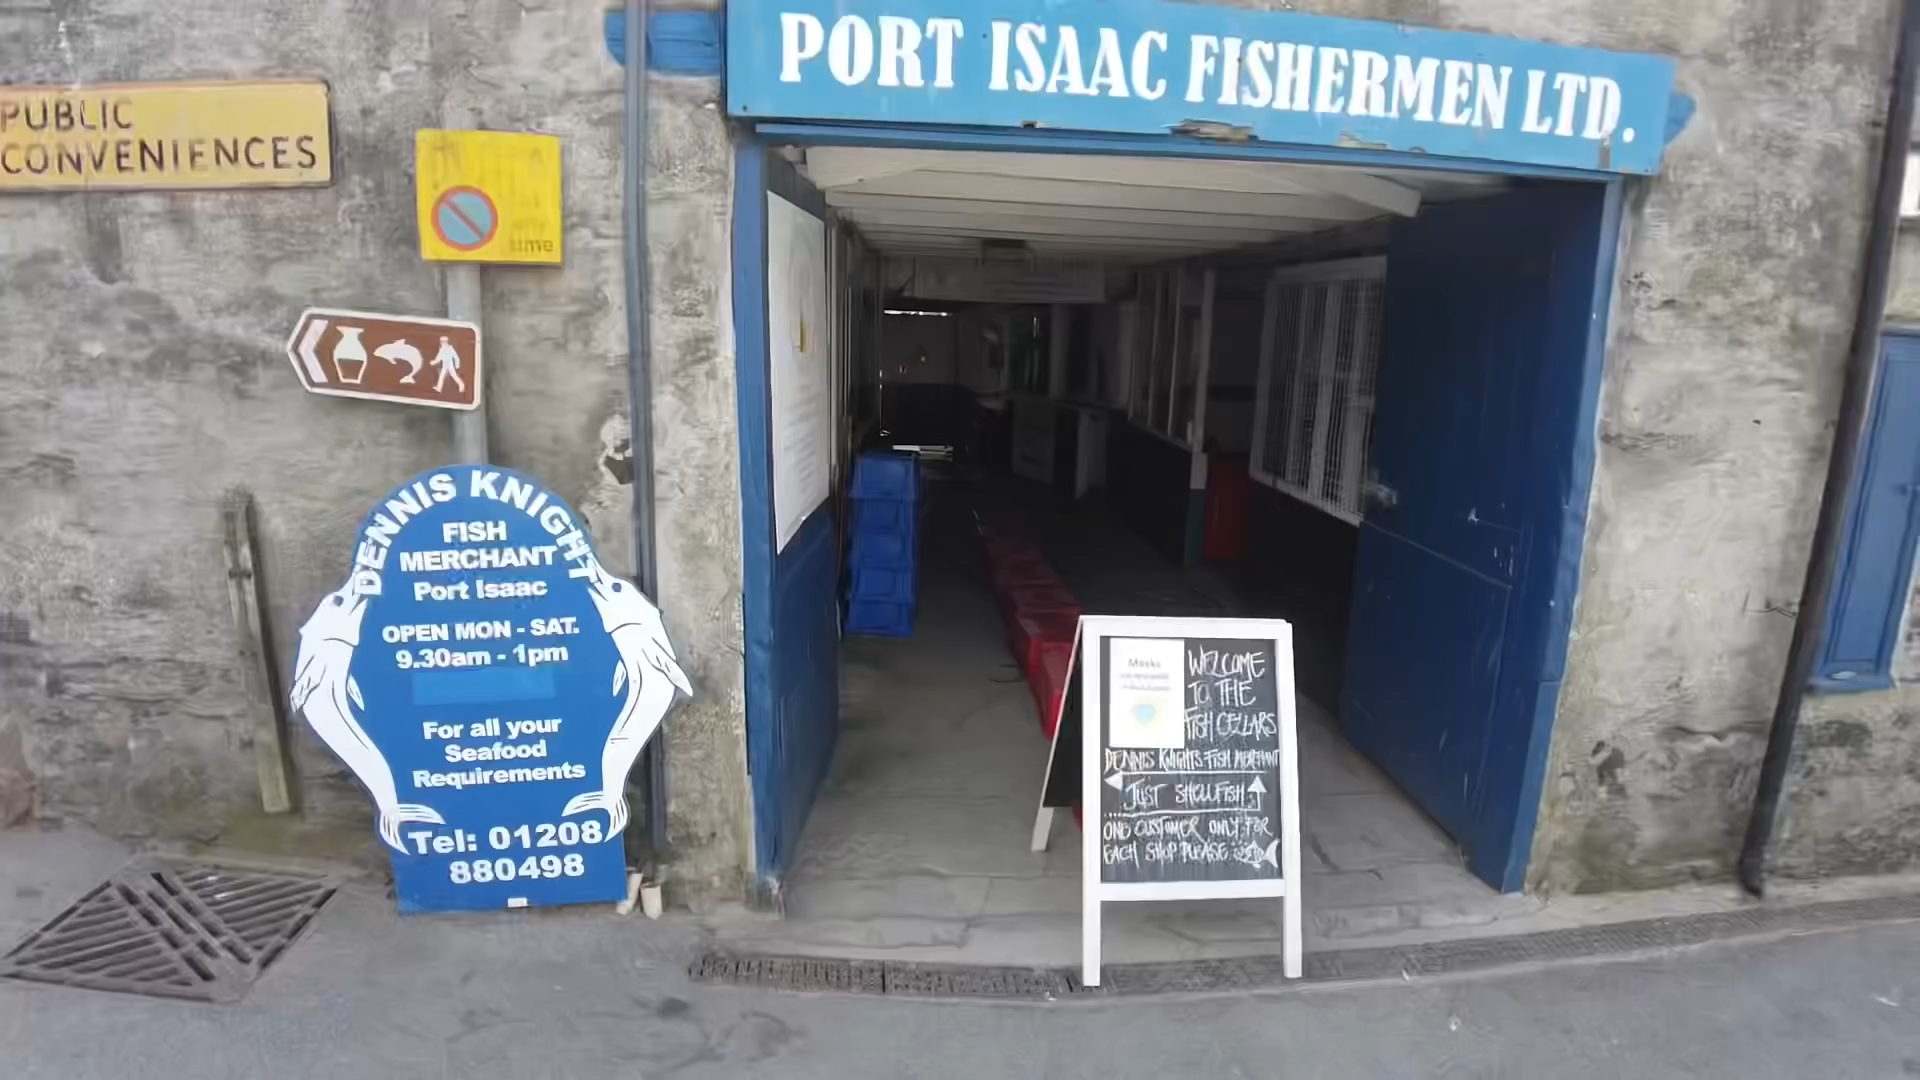 PORT ISAAC FISHERMEN LTD.
PUBLIC
CONVENIENCES
time
DENNIS KNIGHT
FISH
MERCHANT
Port Isaac
OPEN MON - SAT.
9.30am - 1pm
For all your
Seafood
Requirements
Tel: 01208
880498
Masks
WELCOME
TO THE
FISH CELLARS
DENNIS KNIGHTS FISH MERCHANT
JUST SHELLFISH
ONE CUSTOMER ONLY FOR
EACH SHOP PLEASE